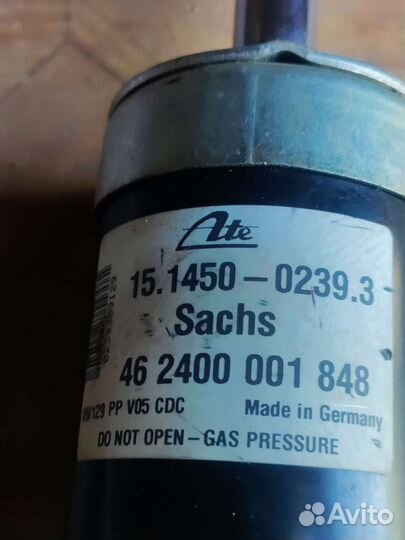 Ate
15.1450-0239.3
Sachs
46 2400 001 848
/129 PP V05 CDC Made in Germany
DO NOT OPEN-GAS PRESSURE
Avito